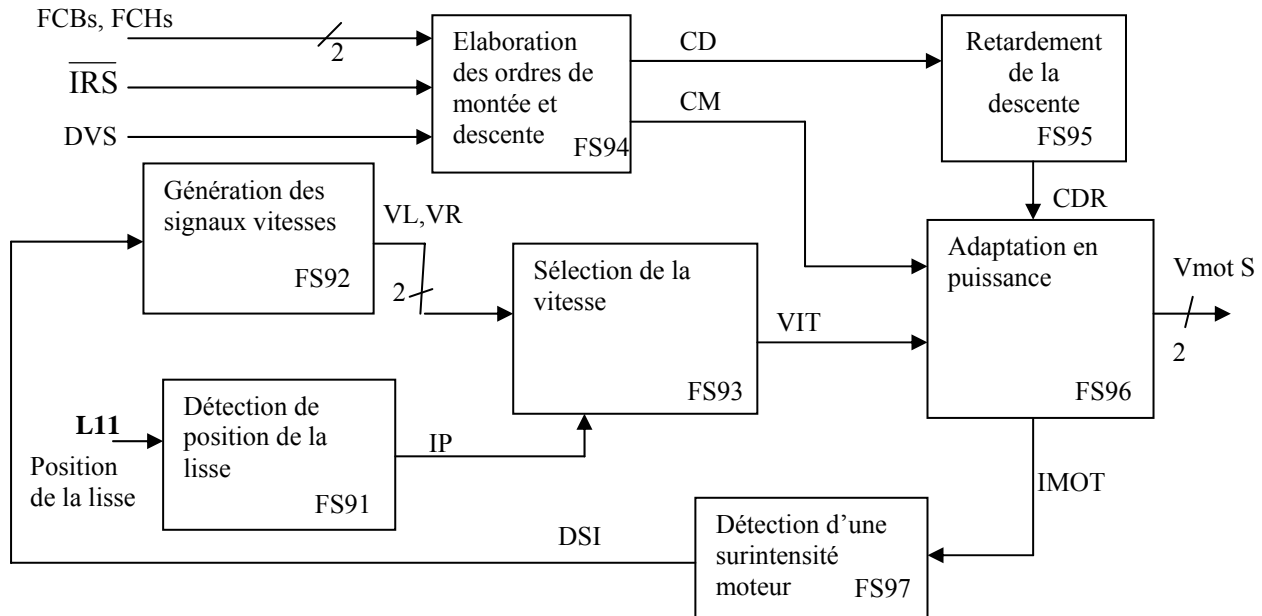 FCBs, FCHs
2
IRS
DVS
Elaboration
des ordres de
montée et
descente
FS94
CD
CM
Retardement
de la
descente
FS95
CDR
Génération des
signaux vitesses
FS92
VL,VR
2
Sélection de la
vitesse
FS93
VIT
Adaptation en
puissance
FS96
Vmot S
2
L11
Position
de la lisse
Détection de
position de la
lisse
FS91
IP
IMOT
DSI
Détection d’une
surintensité
moteur
FS97